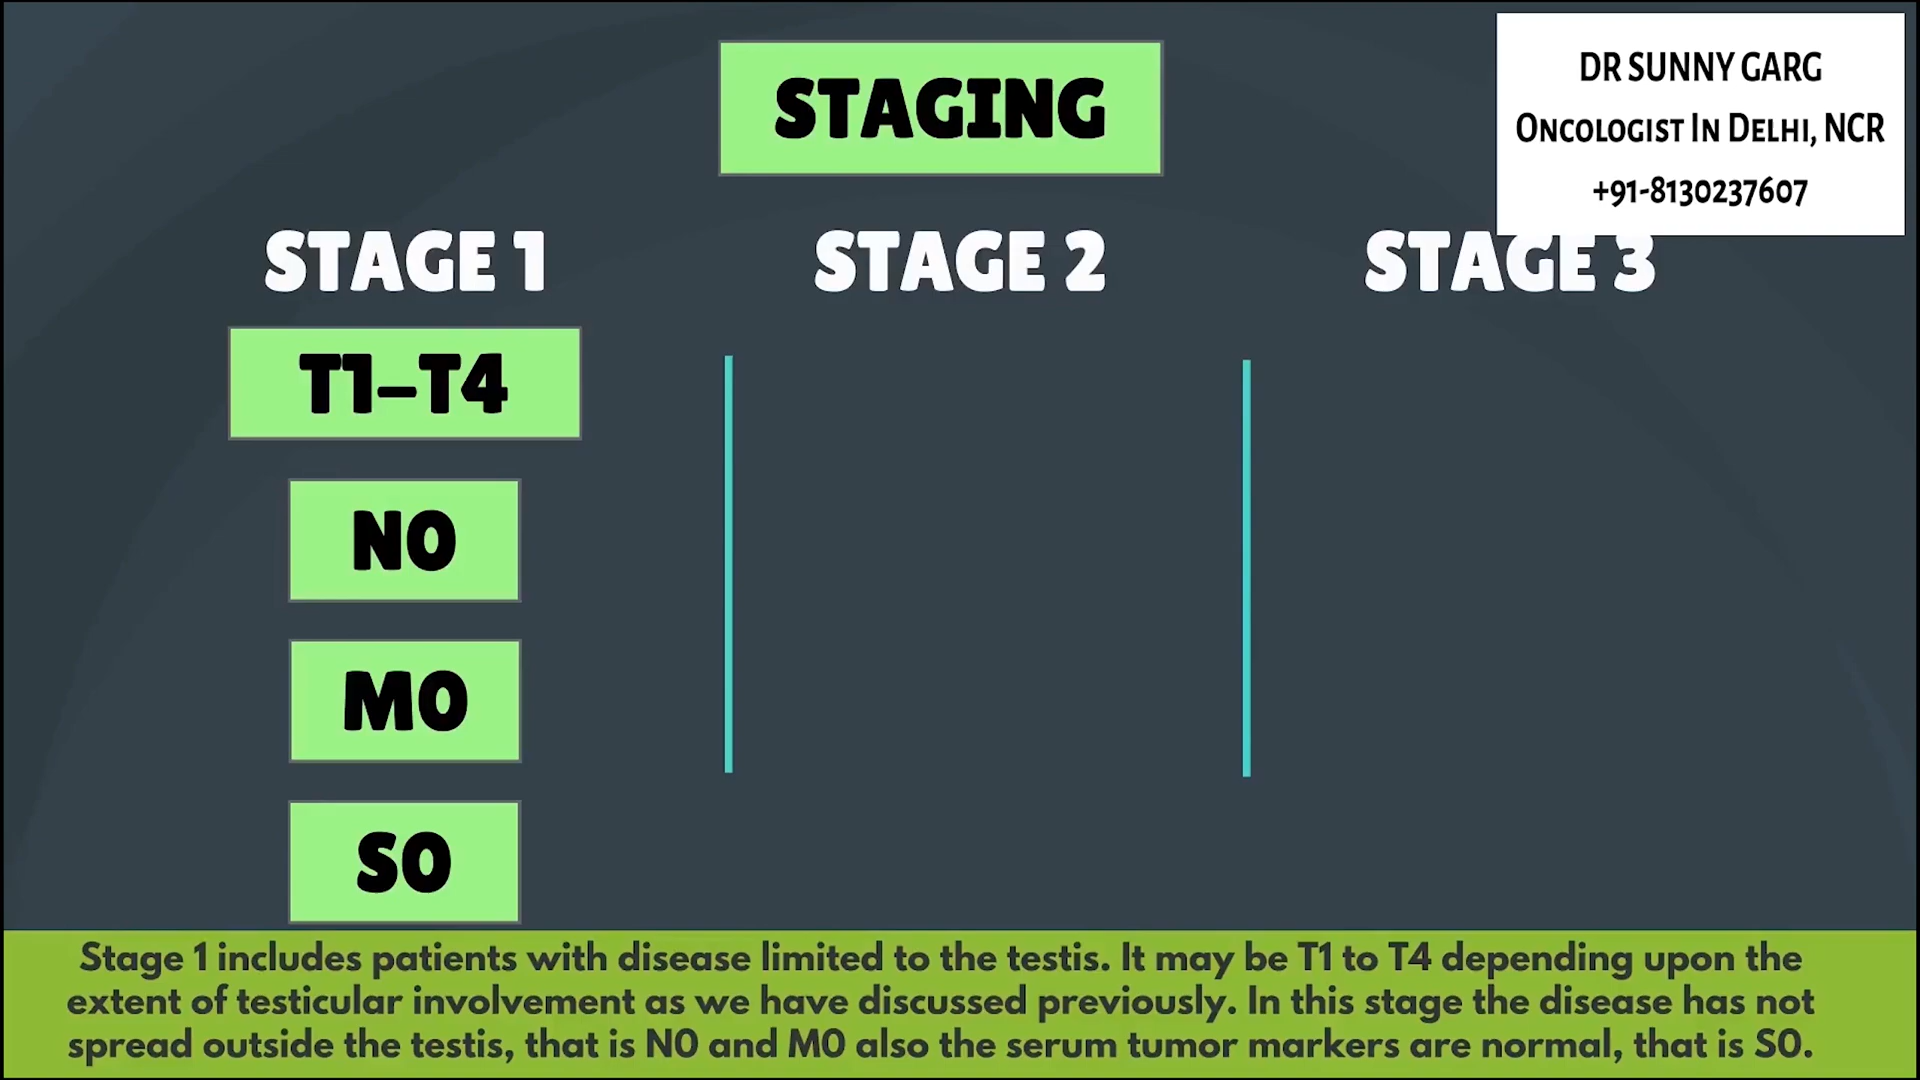 STAGING
DR SUNNY GARG
ONCOLOGIST IN DELHI, NCR
+91-8130237607
STAGE 1
STAGE 2
STAGE 3
T1-T4
N0
M0
S0
Stage 1 includes patients with disease limited to the testis. It may be T1 to T4 depending upon the
extent of testicular involvement as we have discussed previously. In this stage the disease has not
spread outside the testis, that is N0 and M0 also the serum tumor markers are normal, that is S0.